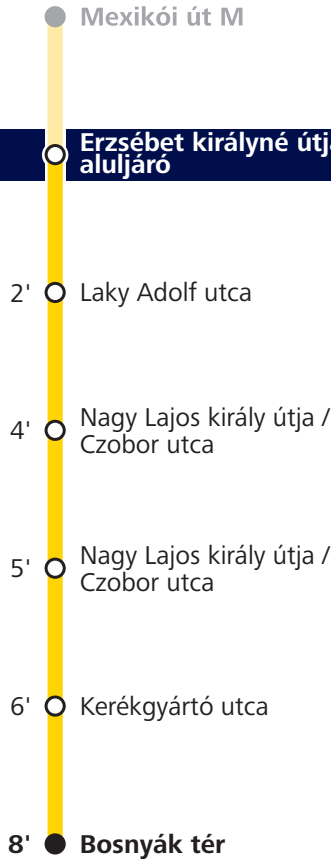 Mexikói út M
Erzsébet királyné útja
aluljáró
2' Laky Adolf utca
4' Nagy Lajos király útja /
Czobor utca
5' Nagy Lajos király útja /
Czobor utca
6' Kerékgyártó utca
8' Bosnyák tér